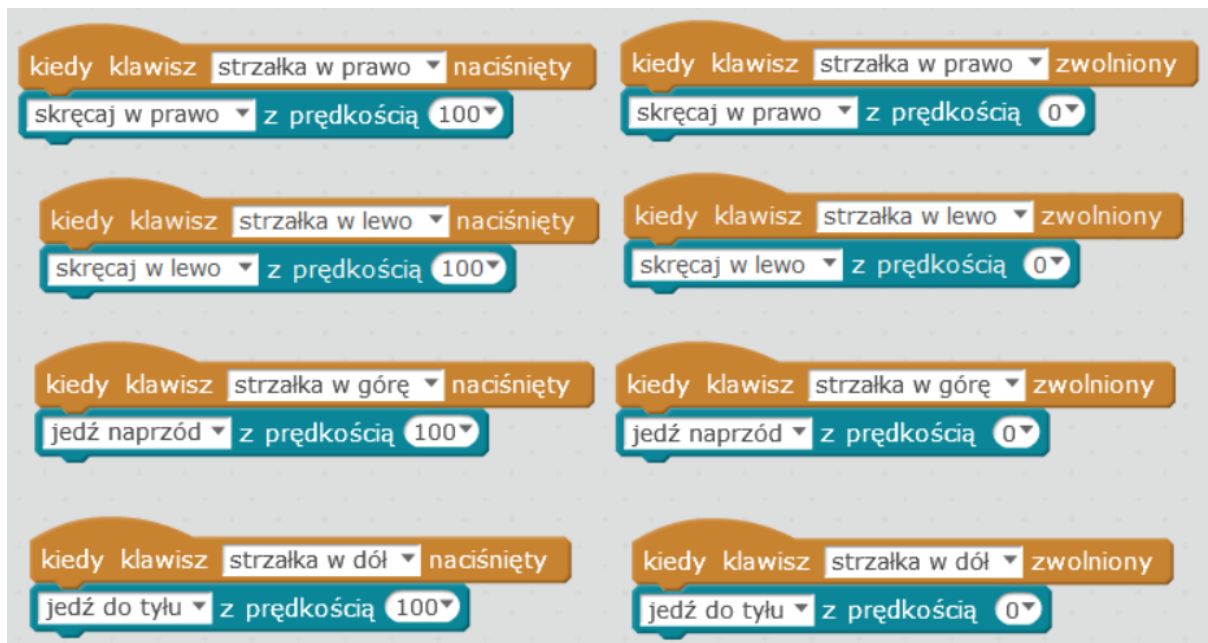 kiedy klawisz strzałka w prawo naciśnięty
skręcaj w prawo z prędkością 100
kiedy klawisz strzałka w prawo zwolniony
skręcaj w prawo z prędkością 0
kiedy klawisz strzałka w lewo naciśnięty
skręcaj w lewo z prędkością 100
kiedy klawisz strzałka w lewo zwolniony
skręcaj w lewo z prędkością 0
kiedy klawisz strzałka w górę naciśnięty
jedź naprzód z prędkością 100
kiedy klawisz strzałka w górę zwolniony
jedź naprzód z prędkością 0
kiedy klawisz strzałka w dół naciśnięty
jedź do tyłu z prędkością 100
kiedy klawisz strzałka w dół zwolniony
jedź do tyłu z prędkością 0